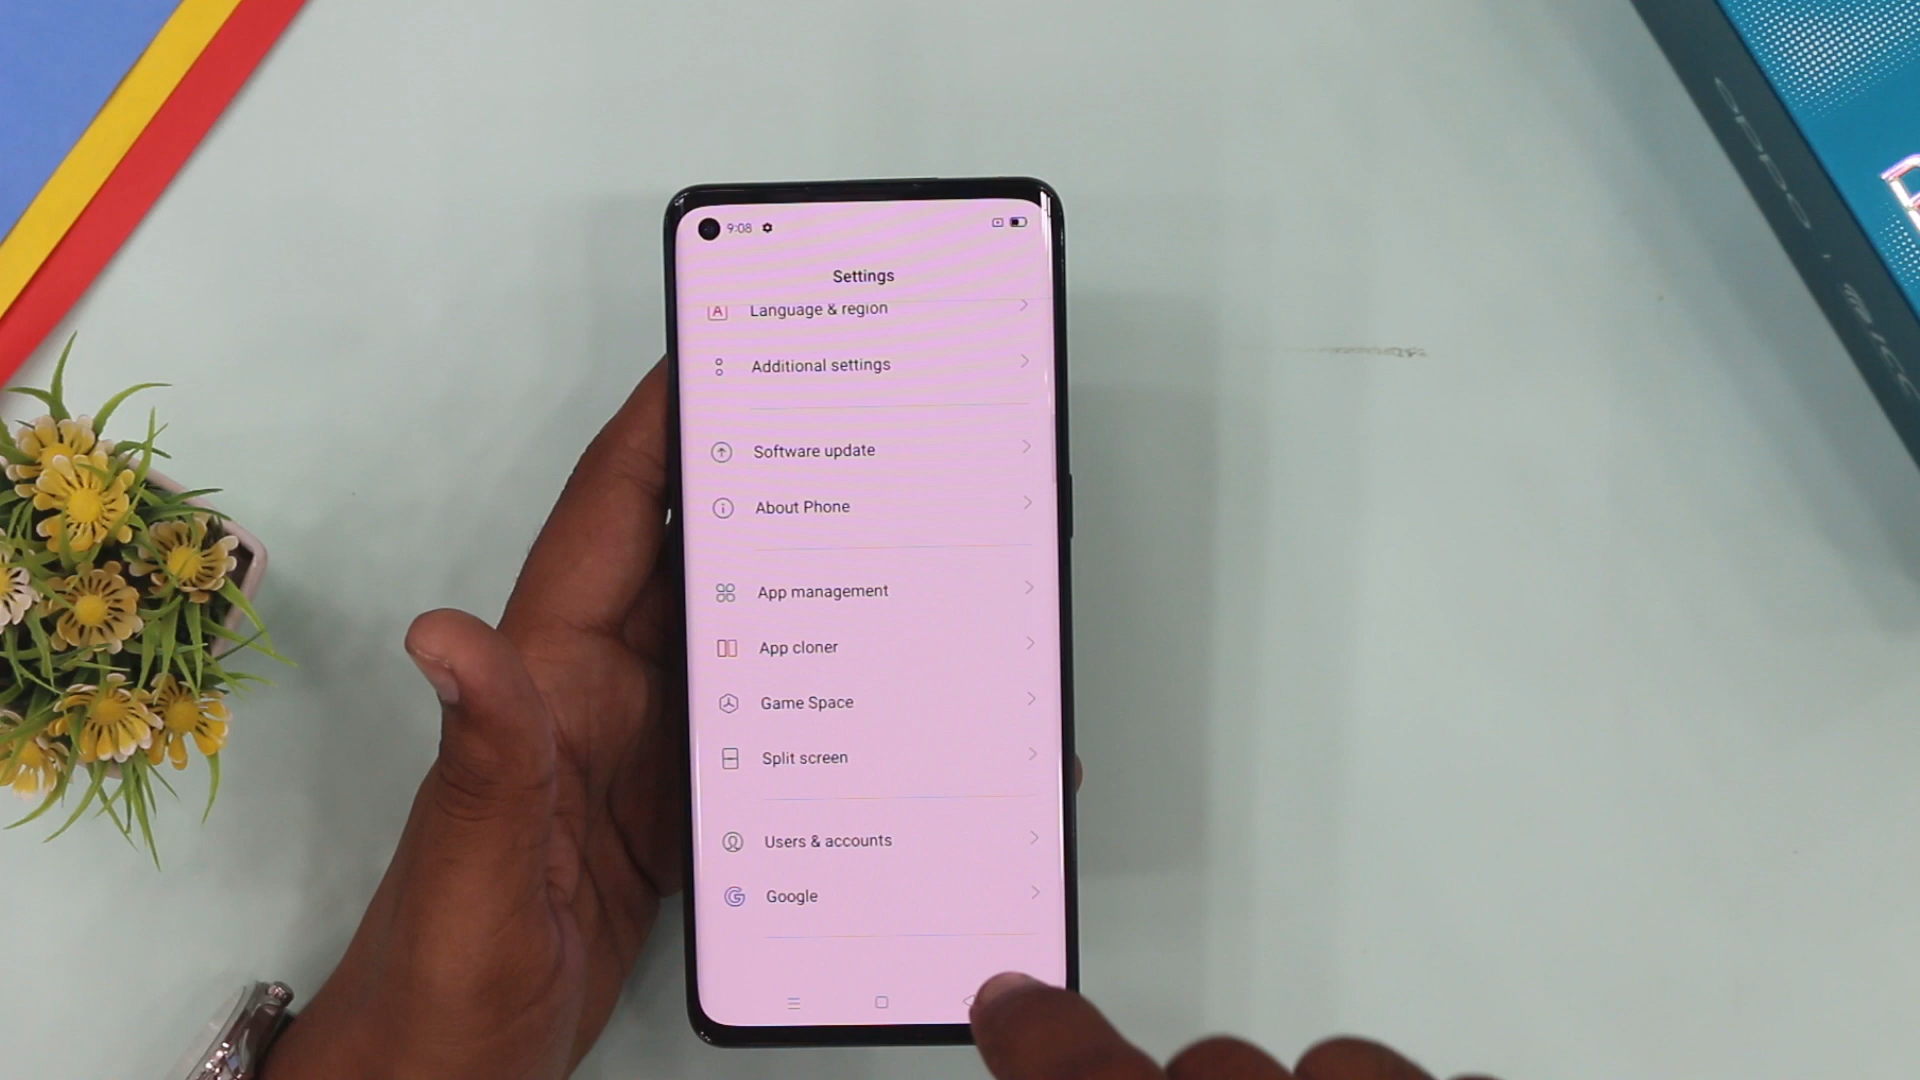 9:08
Settings
Language & region
Additional settings
Software update
About Phone
App management
App cloner
Game Space
Split screen
Users & accounts
Google